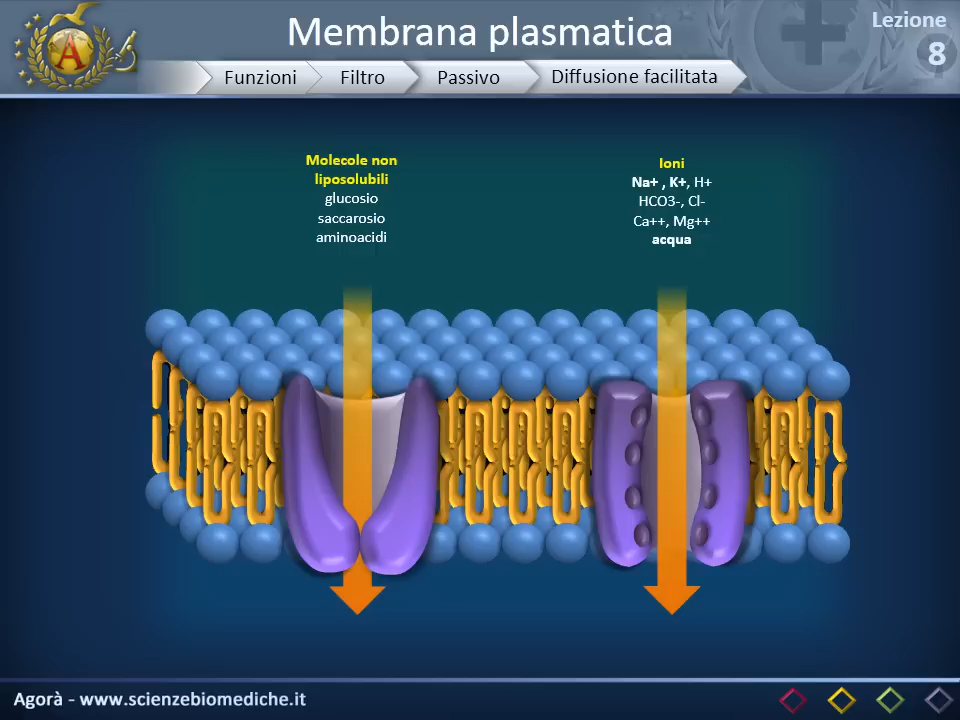 Membrana plasmatica
Lezione
8
Funzioni
Filtro
Passivo
Diffusione facilitata
Molecole non
liposolubili
glucosio
saccarosio
aminoacidi
Ioni
Na+ , K+, H+
HCO3-, Cl-
Ca++, Mg++
acqua
A
Agorà - www.scienzebiomediche.it